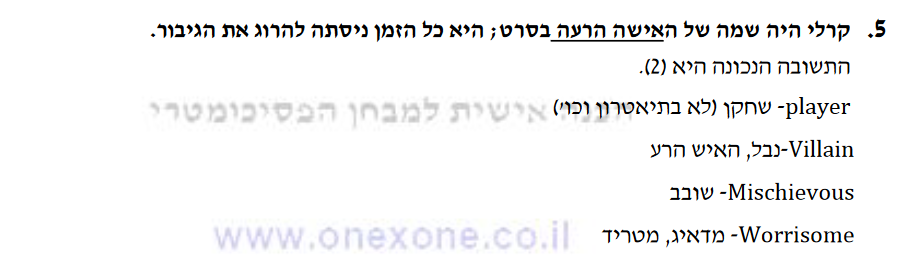 5. קרלי היה שמה של האישה הרעה בסרט; היא כל הזמן ניסתה להרוג את הגיבור.
התשובה הנכונה היא (2).
player- שחקן (לא בתיאטרון וכו')
אישית למבחן הפסיכומטרי
Villain-נבל, האיש הרע
Mischievous- שובב
Worrisome- מדאיג, מטריד
www.onexone.co.il